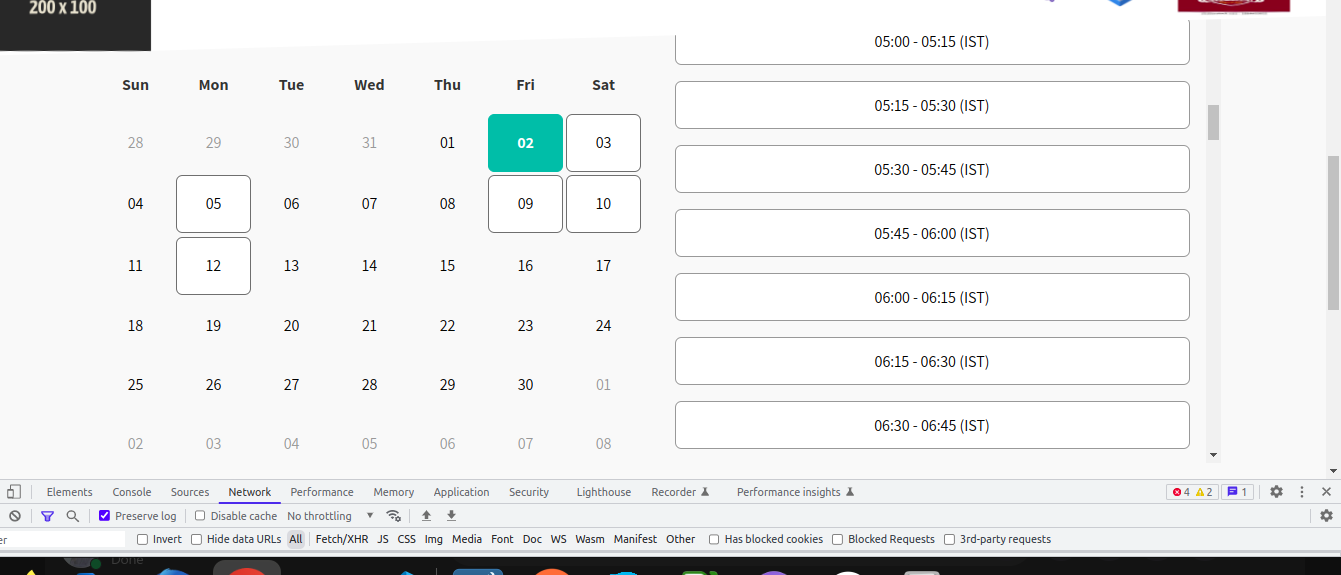 200 x 100
Sun Mon Tue Wed Thu Fri Sat
28 29 30 31 01 02 03
04 05 06 07 08 09 10
11 12 13 14 15 16 17
18 19 20 21 22 23 24
25 26 27 28 29 30 01
02 03 04 05 06 07 08
05:00 - 05:15 (IST)
05:15 - 05:30 (IST)
05:30 - 05:45 (IST)
05:45 - 06:00 (IST)
06:00 - 06:15 (IST)
06:15 - 06:30 (IST)
06:30 - 06:45 (IST)
Elements Console Sources Network Performance Memory Application Security Lighthouse Recorder Performance insights 4 2 1
Preserve log Disable cache No throttling
er Invert Hide data URLs All Fetch/XHR JS CSS Img Media Font Doc WS Wasm Manifest Other Has blocked cookies Blocked Requests 3rd-party requests
Done